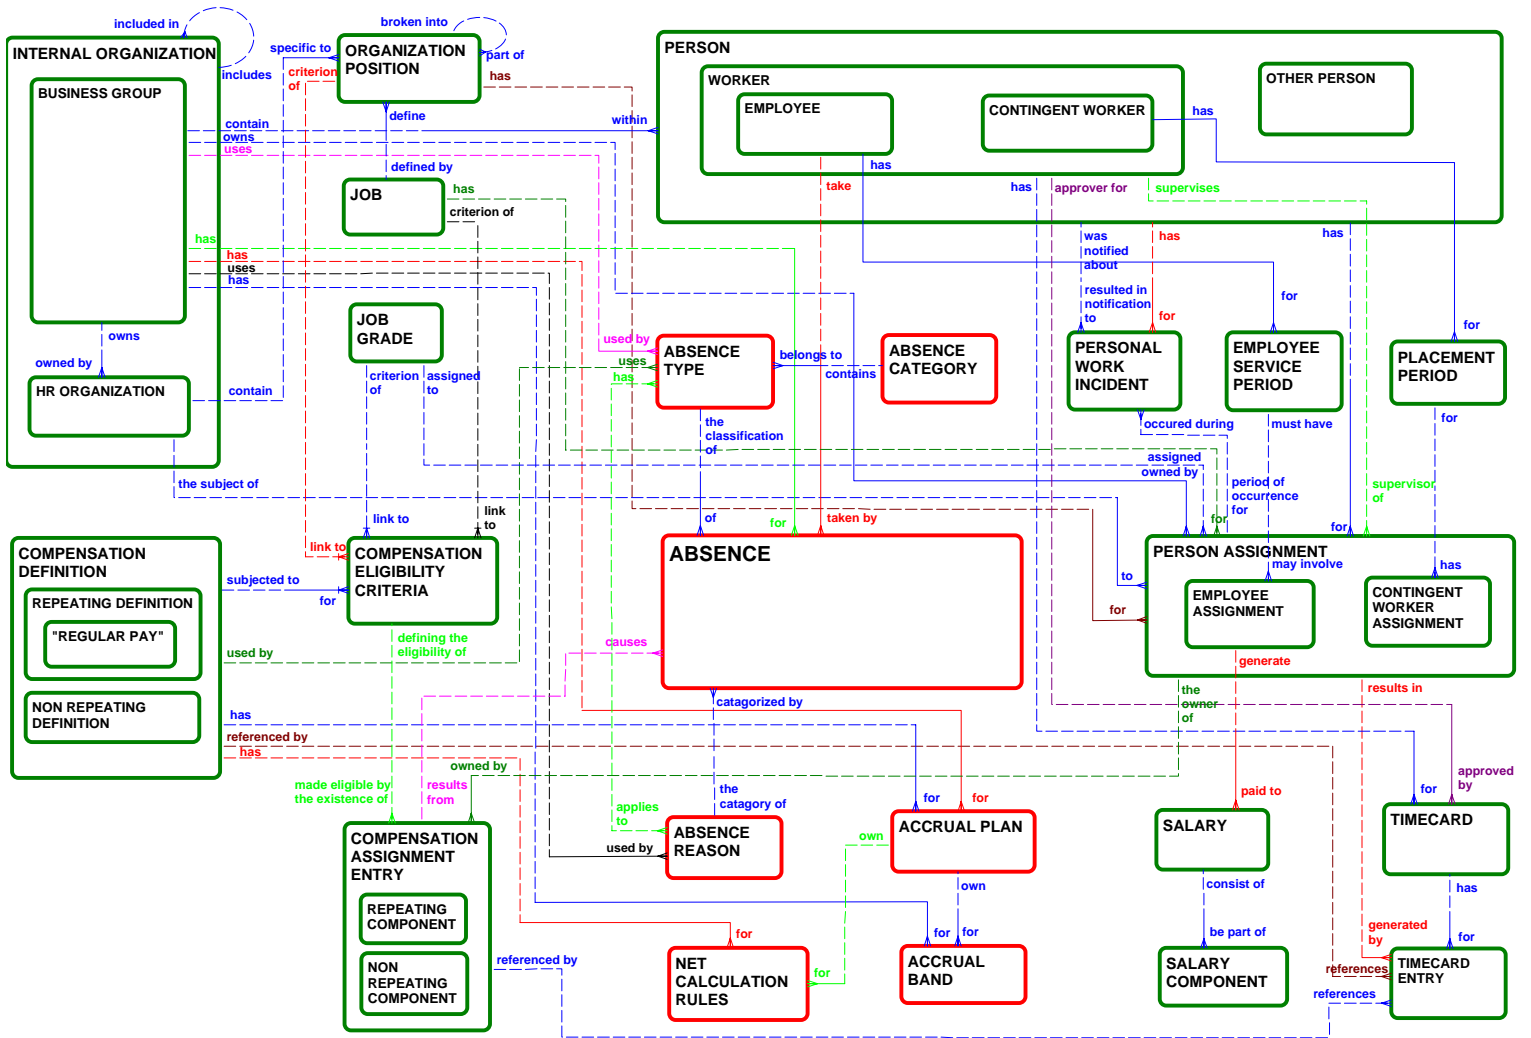 included in
includes
INTERNAL ORGANIZATION
BUSINESS GROUP
owns
owned by
HR ORGANIZATION
specific to
criterion
of
broken into
part of
ORGANIZATION
POSITION
has
define
defined by
JOB
has
criterion of
contain
owns
uses
within
has
has
uses
has
contain
the subject of
JOB
GRADE
criterion
of
assigned
to
PERSON
WORKER
EMPLOYEE
CONTINGENT WORKER
OTHER PERSON
has
has
take
has
approver for
supervises
was
notified
about
has
has
resulted in
notification
to
for
for
for
used by
uses
has
ABSENCE
TYPE
belongs to
contains
ABSENCE
CATEGORY
PERSONAL
WORK
INCIDENT
EMPLOYEE
SERVICE
PERIOD
PLACEMENT
PERIOD
the
classification
of
occured during
must have
for
assigned
owned by
period of
occurrence
for
supervisor
of
link to
link
to
link to
of
for
taken by
for
for
COMPENSATION
DEFINITION
REPEATING DEFINITION
"REGULAR PAY"
NON REPEATING
DEFINITION
subjected to
for
used by
COMPENSATION
ELIGIBILITY
CRITERIA
defining the
eligibility of
ABSENCE
causes
to
for
PERSON ASSIGNMENT
may involve
has
EMPLOYEE
ASSIGNMENT
CONTINGENT
WORKER
ASSIGNMENT
generate
the
owner
of
results in
has
referenced by
has
catagorized by
owned by
made eligible by
the existence of
results
from
the
catagory of
applies
to
for
for
paid to
for
approved
by
COMPENSATION
ASSIGNMENT
ENTRY
REPEATING
COMPONENT
NON
REPEATING
COMPONENT
used by
ABSENCE
REASON
own
ACCRUAL PLAN
own
SALARY
consist of
be part of
TIMECARD
has
generated
by
for
for
for
for
for
references
references
referenced by
NET
CALCULATION
RULES
ACCRUAL
BAND
SALARY
COMPONENT
TIMECARD
ENTRY